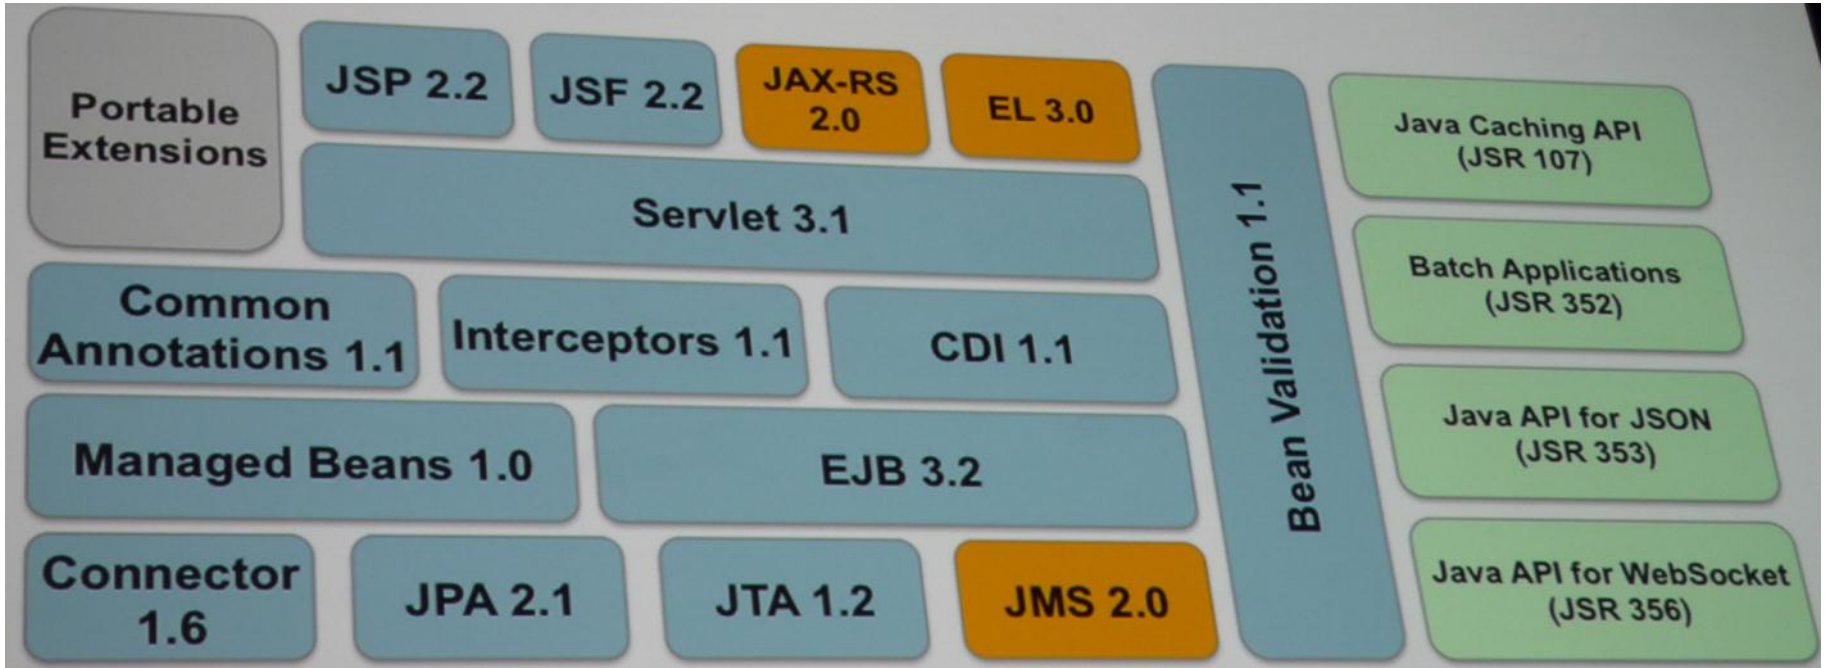 Portable
Extensions
JSP 2.2
JSF 2.2
JAX-RS
2.0
EL 3.0
Servlet 3.1
Common
Annotations 1.1
Interceptors 1.1
CDI 1.1
Managed Beans 1.0
EJB 3.2
Connector
1.6
JPA 2.1
JTA 1.2
JMS 2.0
Bean Validation 1.1
Java Caching API
(JSR 107)
Batch Applications
(JSR 352)
Java API for JSON
(JSR 353)
Java API for WebSocket
(JSR 356)